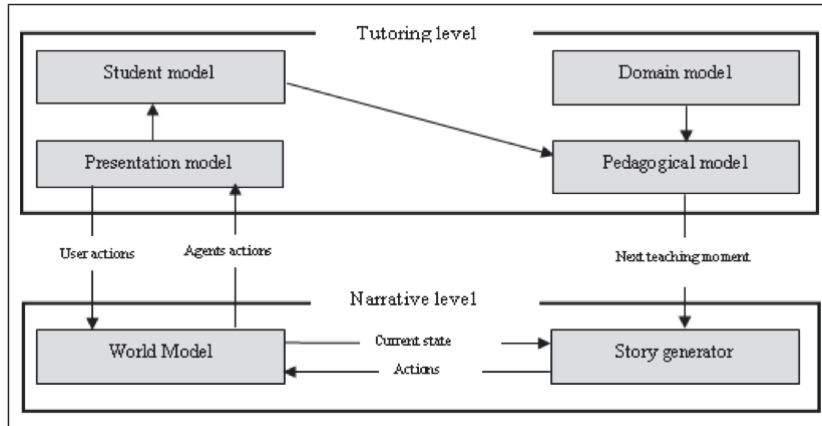 Tutoring level
Student model
Domain model
Presentation model
Pedagogical model
User actions
Agents actions
Next teaching moment
Narrative level
World Model
Current state
Story generator
Actions